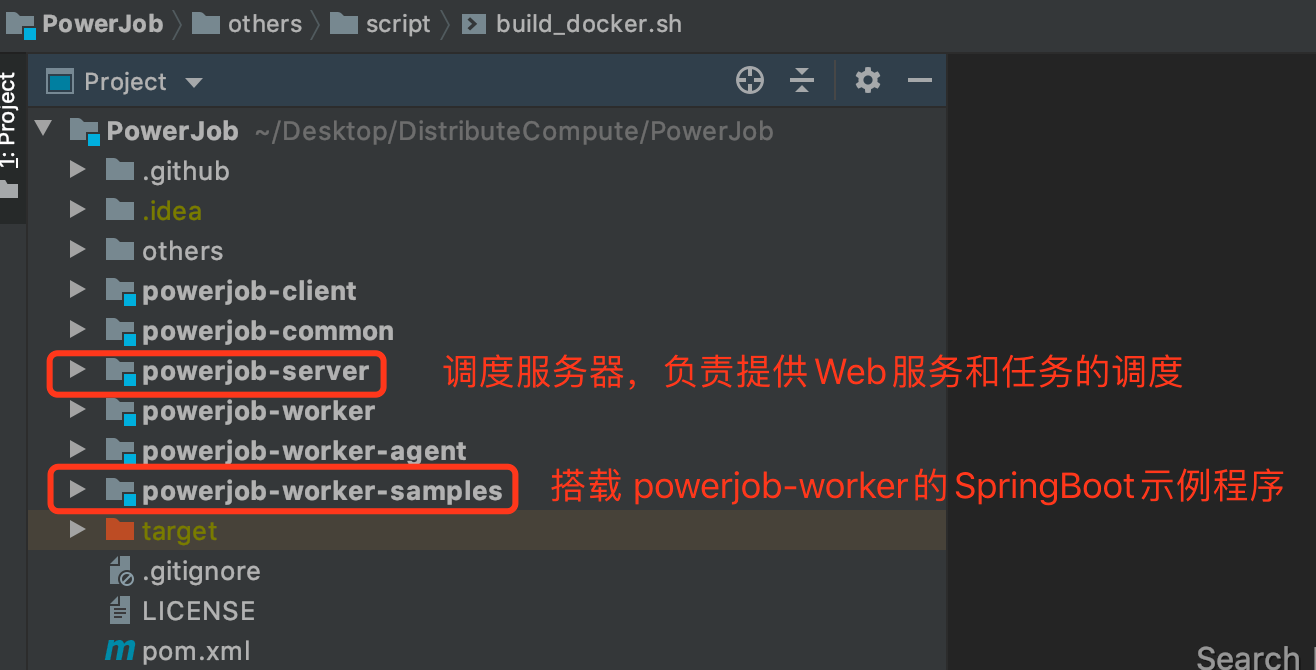 PowerJob others script build_docker.sh
1: Project
Project
PowerJob ~/Desktop/DistributeCompute/PowerJob
.github
.idea
others
powerjob-client
powerjob-common
powerjob-server 调度服务器，负责提供Web服务和任务的调度
powerjob-worker
powerjob-worker-agent
powerjob-worker-samples 搭载 powerjob-worker的SpringBoot示例程序
target
.gitignore
LICENSE
pom.xml
Search